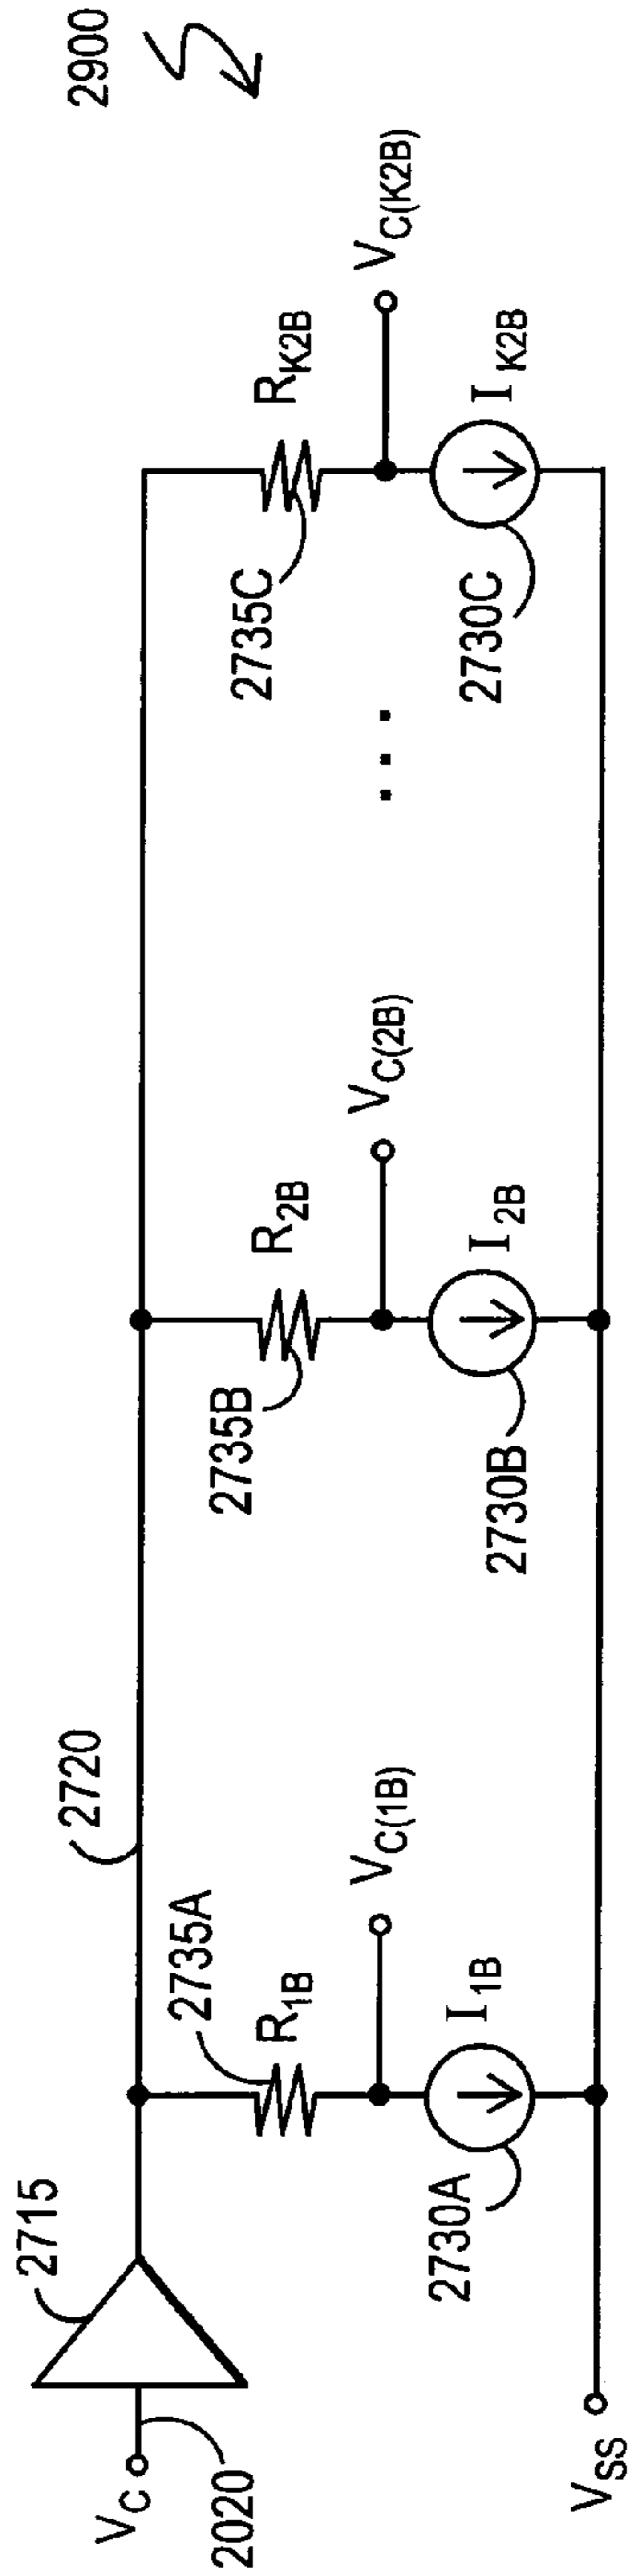 2900
V_C
2020
2715
2720
2735A
R_1B
V_C(1B)
2730A
I_1B
2735B
R_2B
V_C(2B)
2730B
I_2B
2735C
R_K2B
V_C(K2B)
2730C
I_K2B
...
V_SS